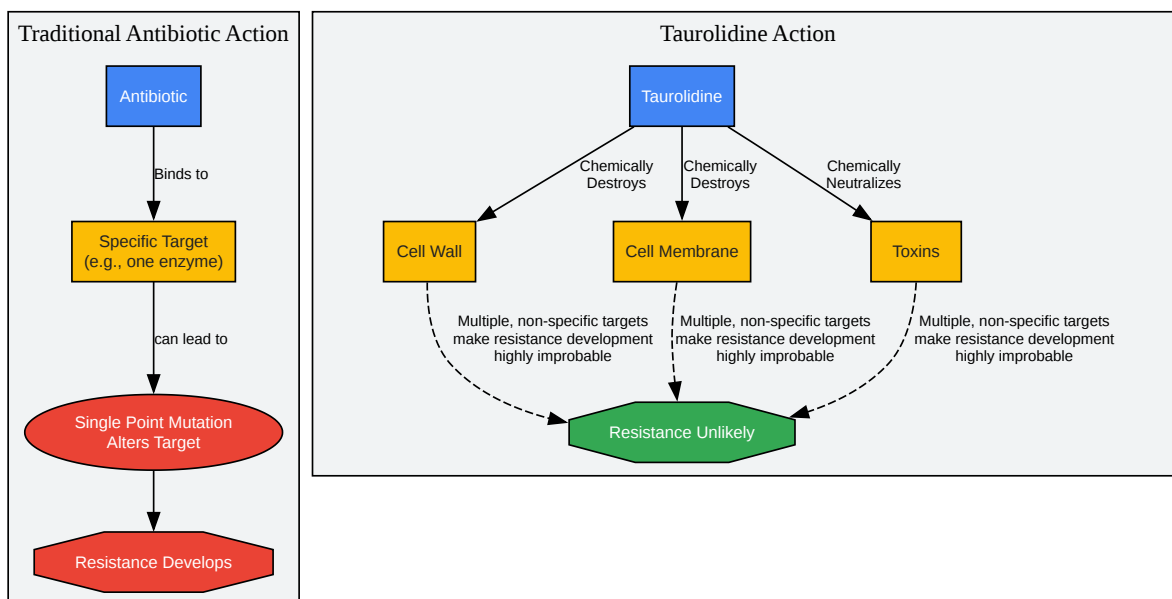 Traditional Antibiotic Action
Antibiotic
Binds to
Specific Target
(e.g., one enzyme)
can lead to
Single Point Mutation
Alters Target
Resistance Develops
Taurolidine Action
Taurolidine
Chemically
Destroys
Chemically
Destroys
Chemically
Neutralizes
Cell Wall
Cell Membrane
Toxins
Multiple, non-specific targets
make resistance development
highly improbable
Multiple, non-specific targets
make resistance development
highly improbable
Multiple, non-specific targets
make resistance development
highly improbable
Resistance Unlikely